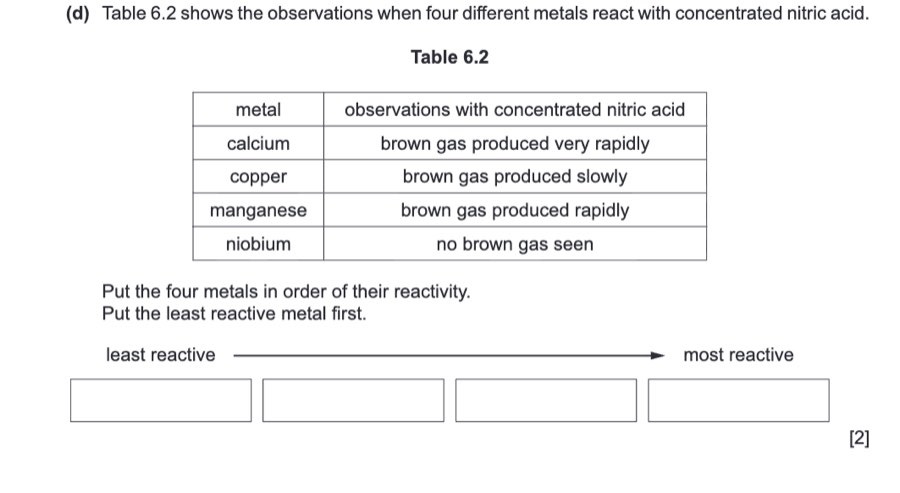 (d) Table 6.2 shows the observations when four different metals react with concentrated nitric acid.
Table 6.2
metal observations with concentrated nitric acid
calcium brown gas produced very rapidly
copper brown gas produced slowly
manganese brown gas produced rapidly
niobium no brown gas seen
Put the four metals in order of their reactivity.
Put the least reactive metal first.
least reactive most reactive
[2]